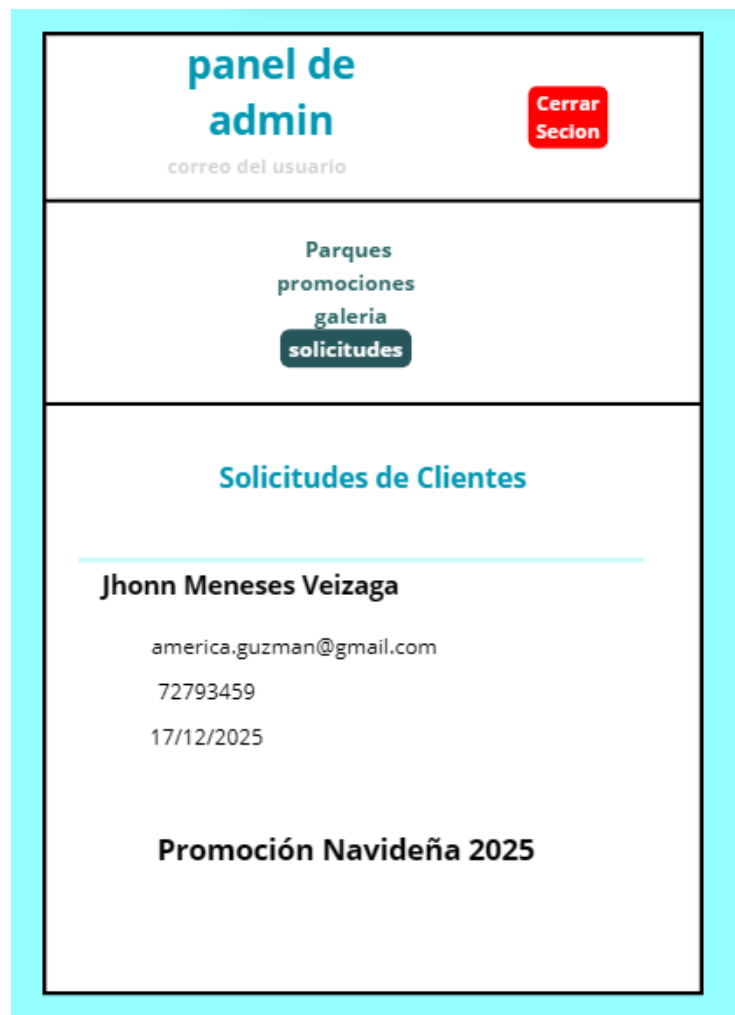 panel de
admin
Cerrar
Secion
correo del usuario
Parques
promociones
galeria
solicitudes
Solicitudes de Clientes
Jhonn Meneses Veizaga
america.guzman@gmail.com
72793459
17/12/2025
Promoción Navideña 2025